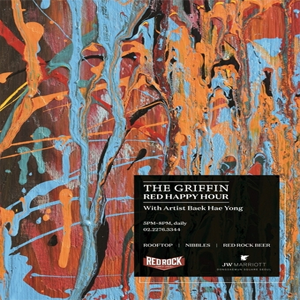 THE GRIFFIN
RED HAPPY HOUR
With Artist Baek Hae Yong
5PM~8PM, daily
02.2276.3344
ROOFTOP | NIBBLES | RED ROCK BEER
RED ROCK
JW MARRIOTT